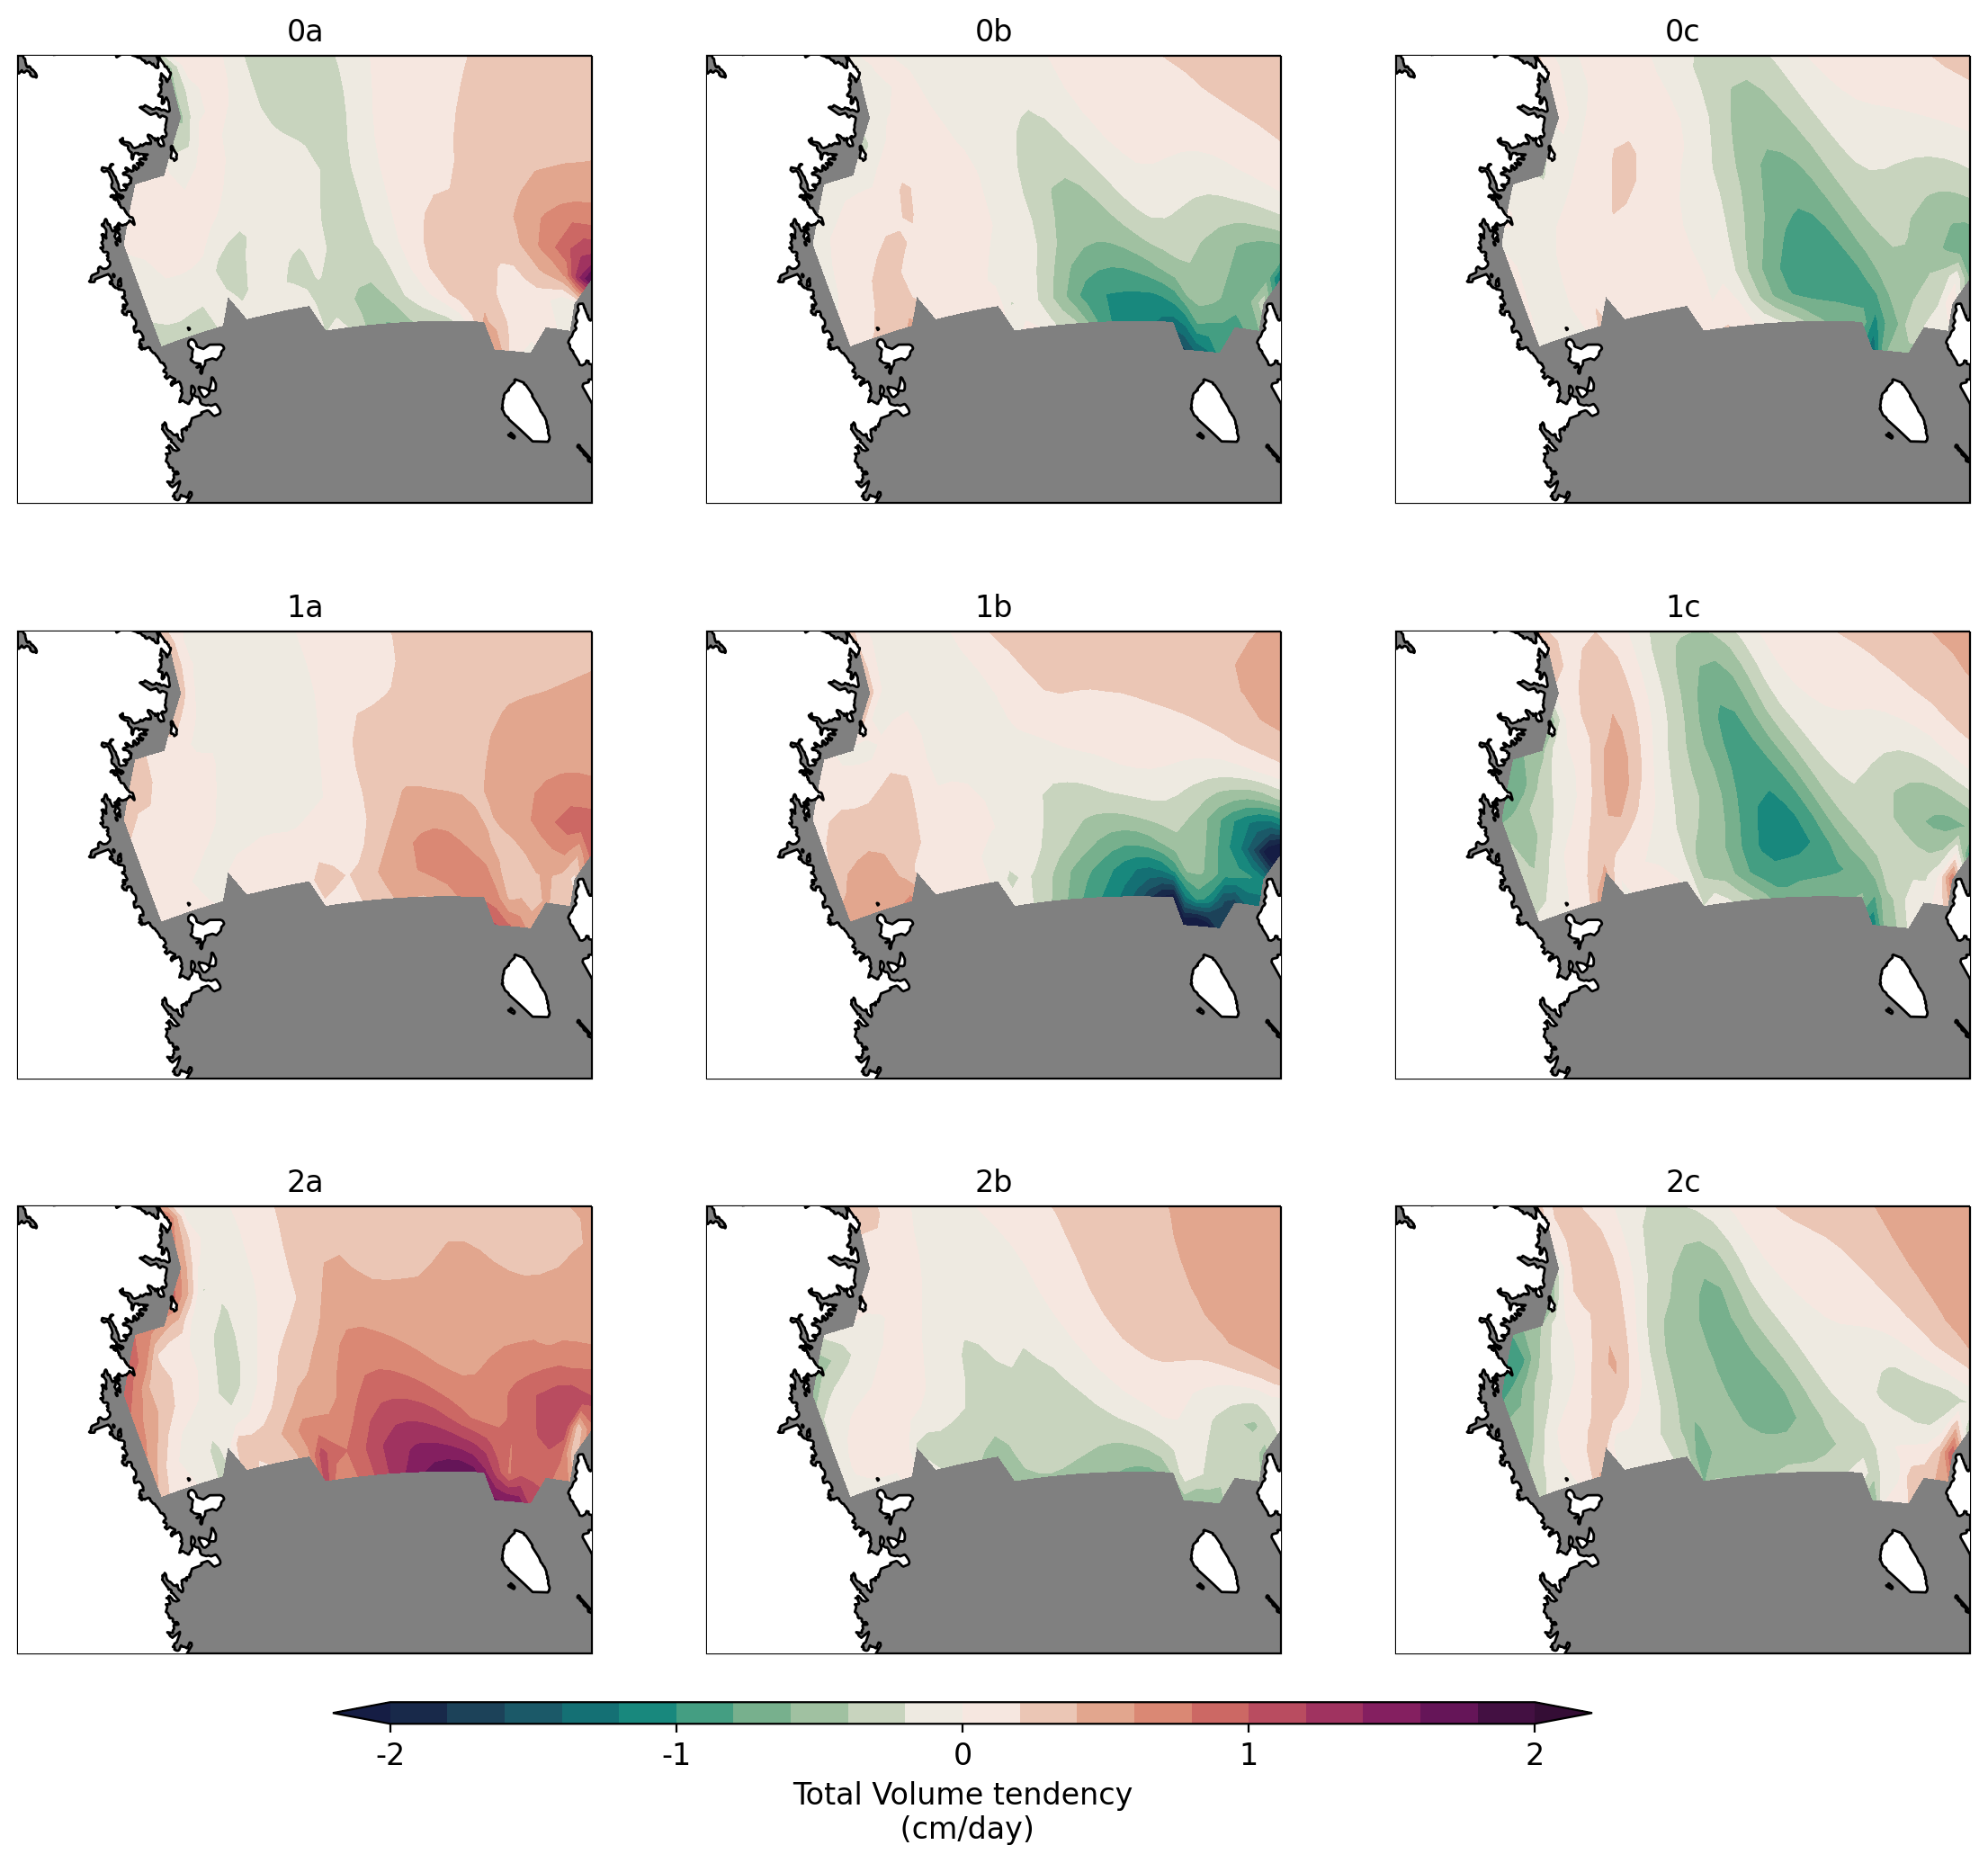 0a
0b
0c
1a
1b
1c
2a
2b
2c
-2
-1
0
1
2
Total Volume tendency
(cm/day)